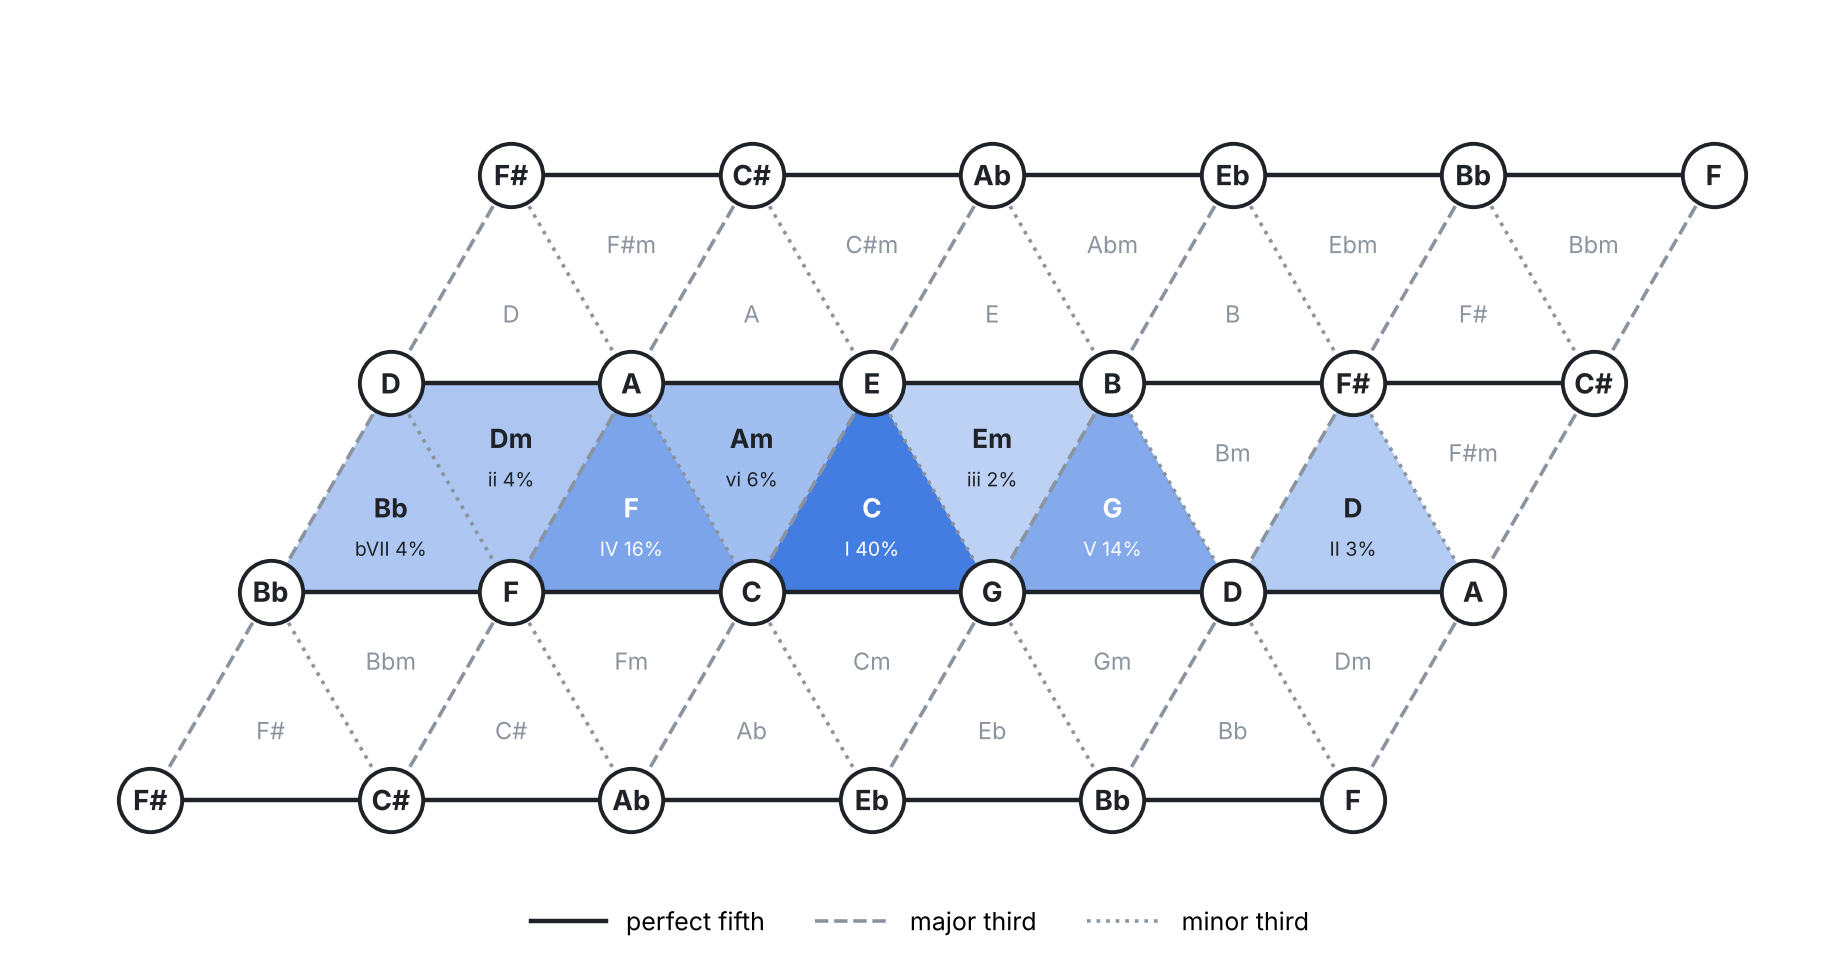 F# C# Ab Eb Bb F
F#m C#m Abm Ebm Bbm
D A E B F#
D A E B F# C#
Dm Am Em Bm F#m
ii 4% vi 6% iii 2%
Bb F C G D
bVII 4% IV 16% I 40% V 14% II 3%
Bb F C G D A
Bbm Fm Cm Gm Dm
F# C# Ab Eb Bb
F# C# Ab Eb Bb F
perfect fifth major third minor third